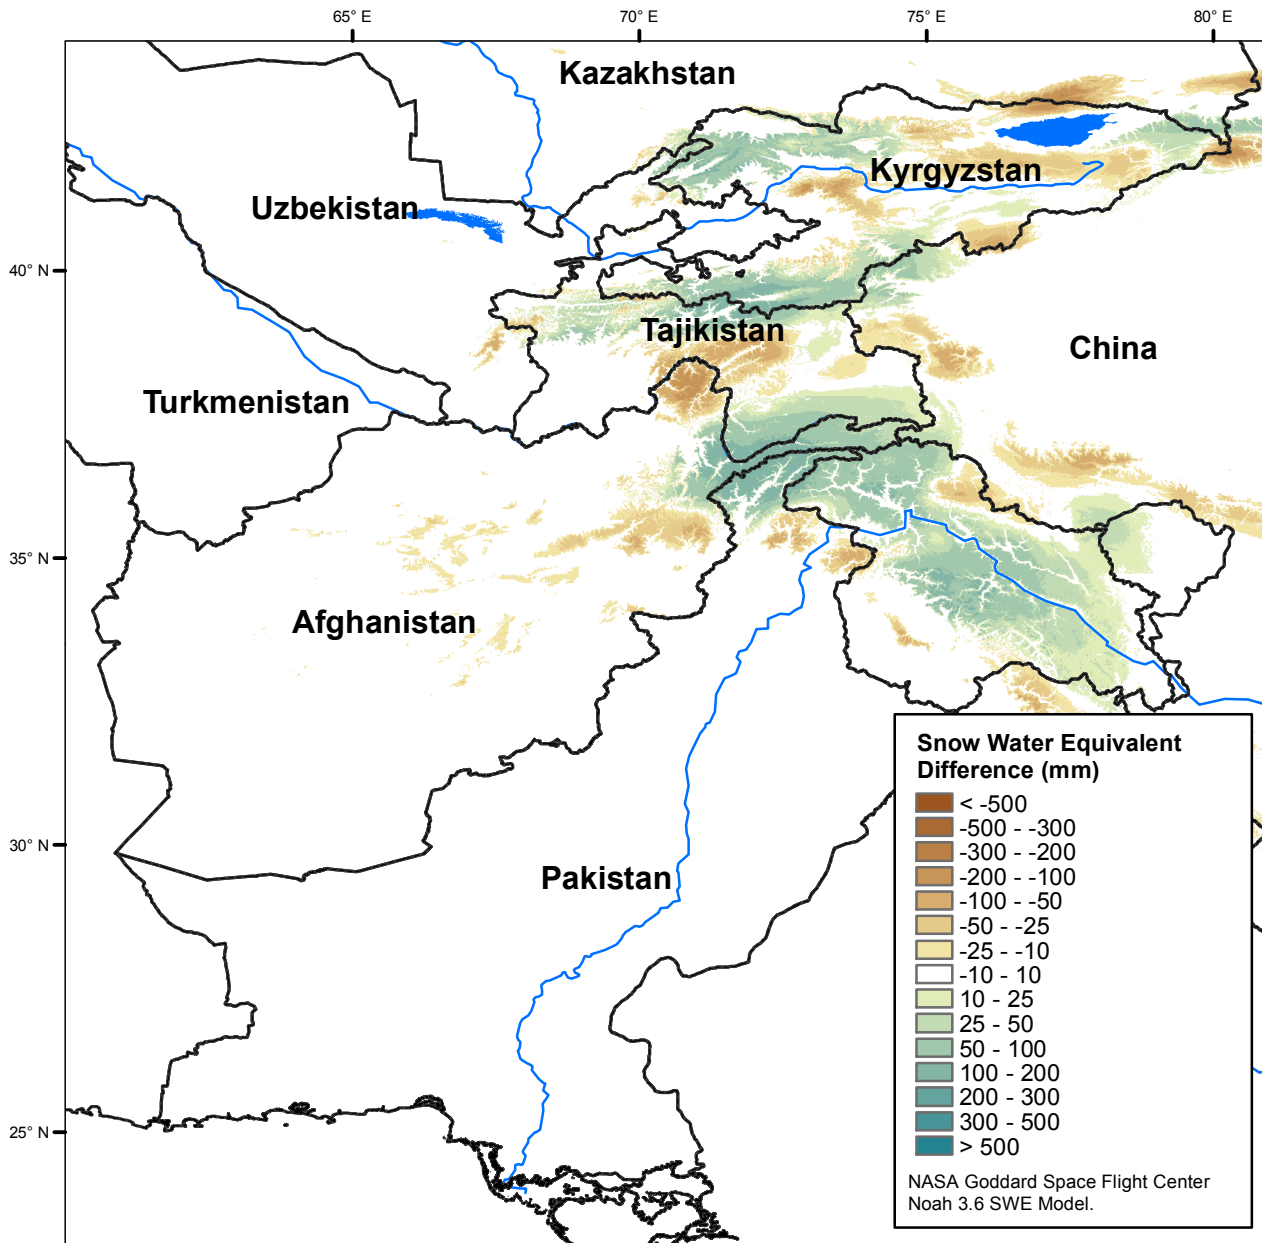 65° E
70° E
75° E
80° E
Kazakhstan
Kyrgyzstan
Uzbekistan
40° N
Tajikistan
China
Turkmenistan
35° N
Afghanistan
30° N
Pakistan
25° N
Snow Water Equivalent
Difference (mm)
< -500
-500 - -300
-300 - -200
-200 - -100
-100 - -50
-50 - -25
-25 - -10
-10 - 10
10 - 25
25 - 50
50 - 100
100 - 200
200 - 300
300 - 500
> 500
NASA Goddard Space Flight Center
Noah 3.6 SWE Model.